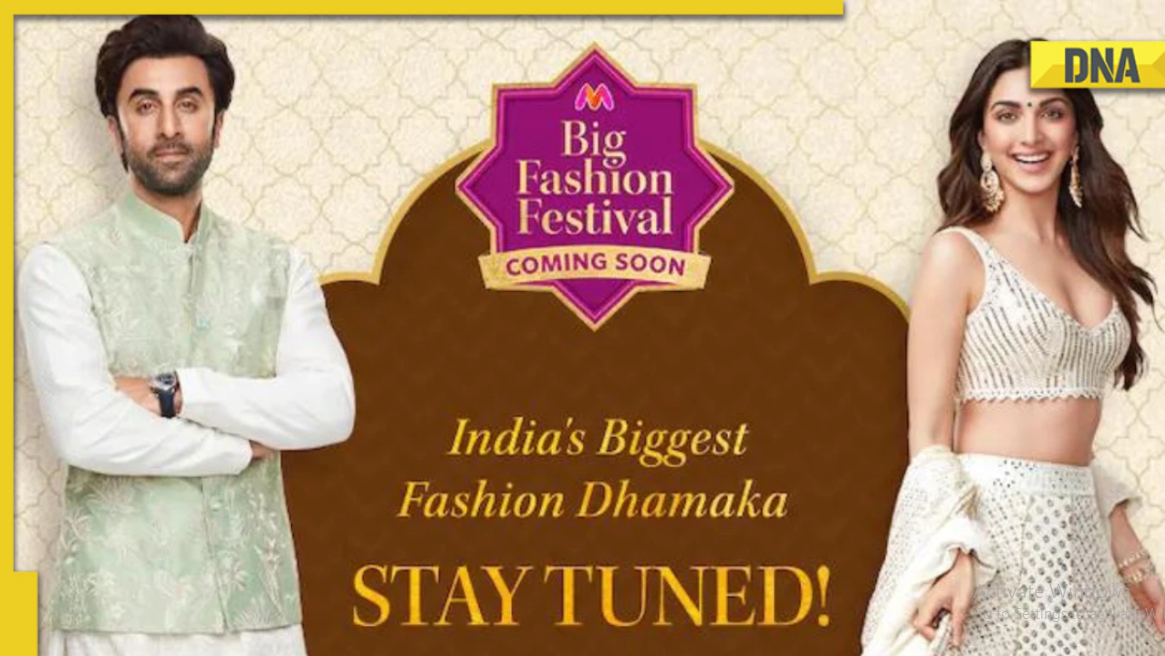 DNA
Big
Fashion
Festival
COMING SOON
India's Biggest
Fashion Dhamaka
STAY TUNED!